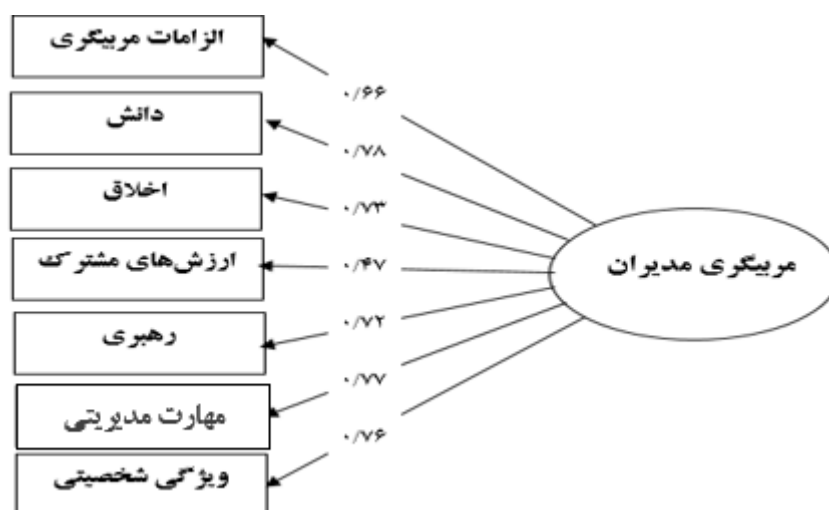 الزامات مربیگری
۰/۶۶
دانش
۰/۷۸
اخلاق
۰/۷۳
ارزش‌های مشترک
۰/۴۷
مربیگری مدیران
رهبری
۰/۷۲
مهارت مدیریتی
۰/۷۷
ویژگی شخصیتی
۰/۷۶